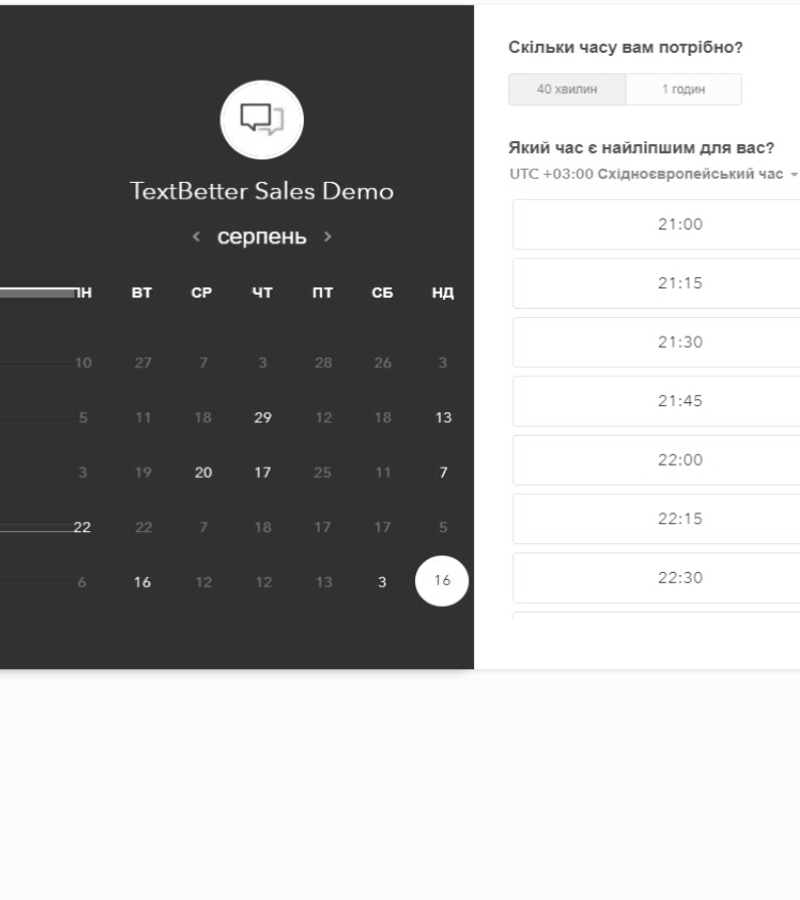 TextBetter Sales Demo
серпень
ВТ СР ЧТ ПТ СБ НД
10 27 7 3 28 26 3
5 11 18 29 12 18 13
3 19 20 17 25 11 7
22 22 7 18 17 17 5
6 16 12 12 13 3 16
Скільки часу вам потрібно?
40 хвилин 1 годин
Який час є найліпшим для вас?
UTC +03:00 Східноєвропейський час
21:00
21:15
21:30
21:45
22:00
22:15
22:30